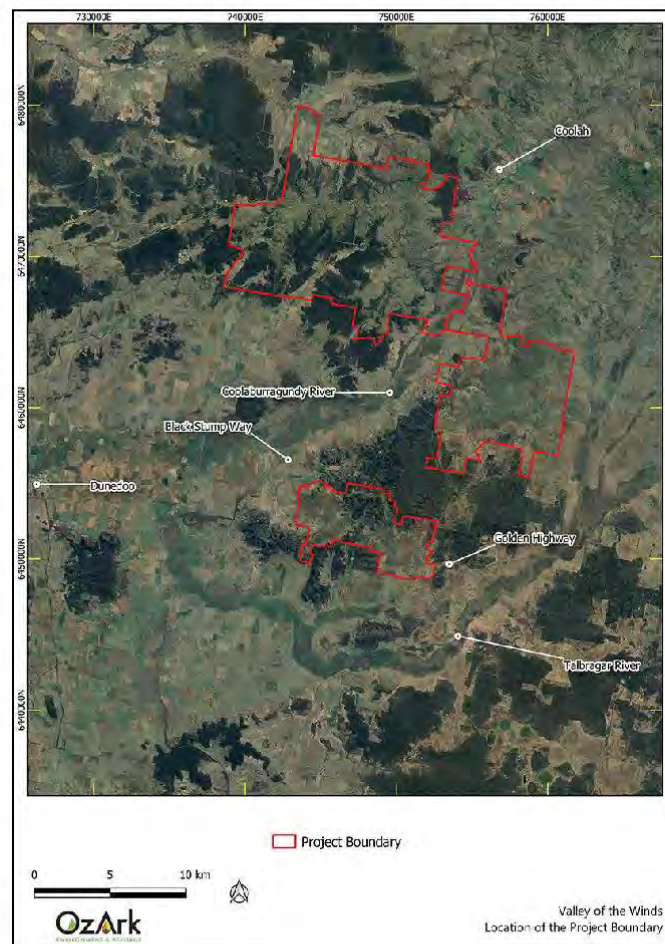 730000E 740000E 750000E 760000E
6480000N
Coolah
6470000N
Coolaburragundy River
6460000N
Black Stump Way
Dunedoo
Golden Highway
6450000N
Talbragar River
6440000N
Project Boundary
0 5 10 km
OzArk
Valley of the Winds
Location of the Project Boundary